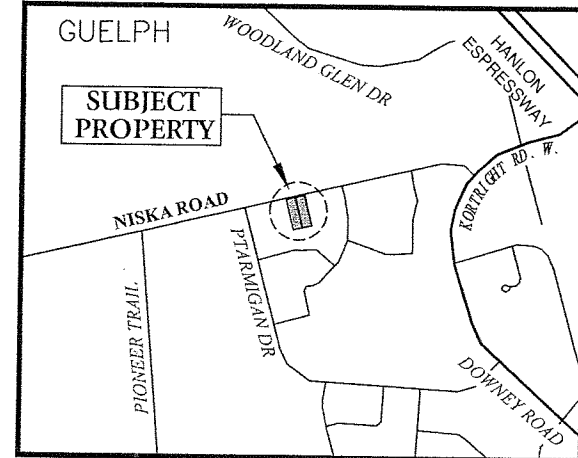 GUELPH
WOODLAND GLEN DR
HANLON
ESPRESSWAY
SUBJECT
PROPERTY
KORTRIGHT RD. W.
NISKA ROAD
PTARMIGAN DR
PIONEER TRAIL.
DOWNEY ROAD